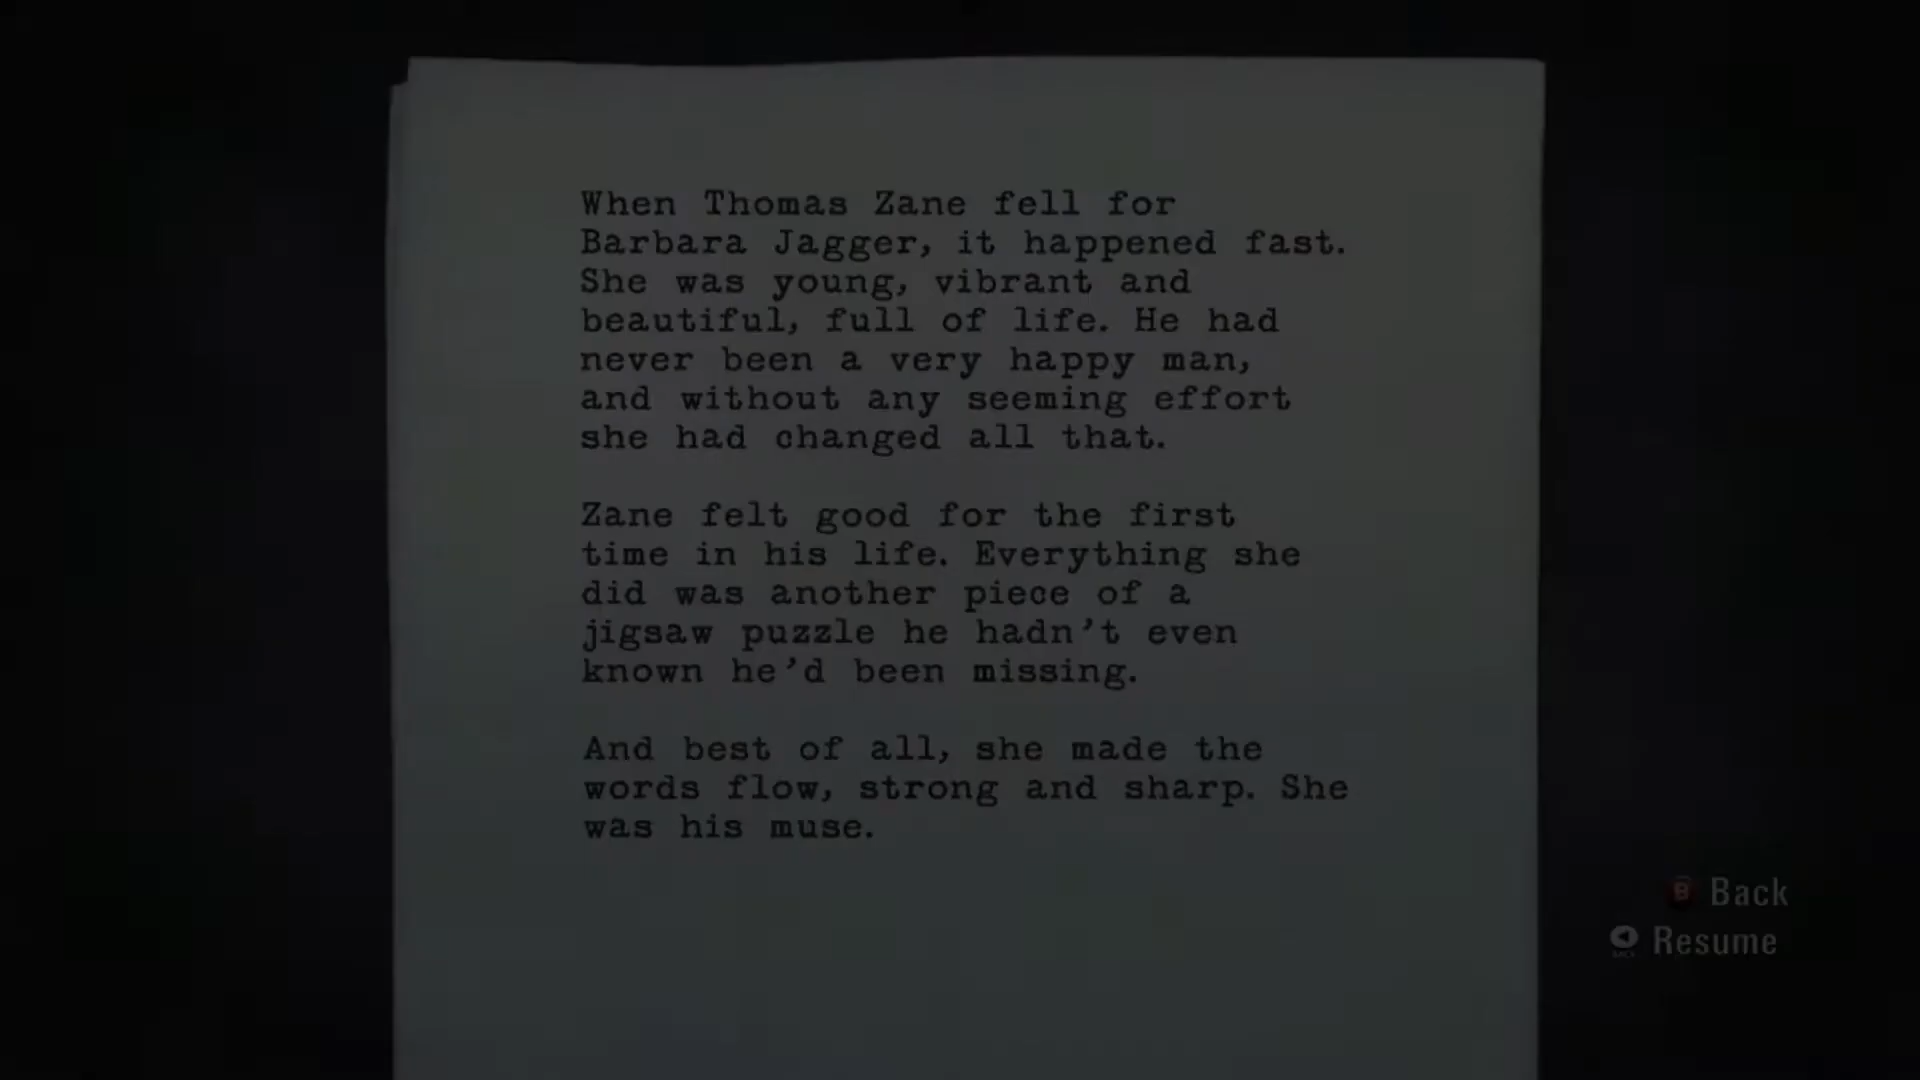 When Thomas Zane fell for
Barbara Jagger, it happened fast.
She was young, vibrant and
beautiful, full of life. He had
never been a very happy man,
and without any seeming effort
she had changed all that.
Zane felt good for the first
time in his life. Everything she
did was another piece of a
jigsaw puzzle he hadn't even
known he'd been missing.
And best of all, she made the
words flow, strong and sharp. She
was his muse.
B Back
Resume